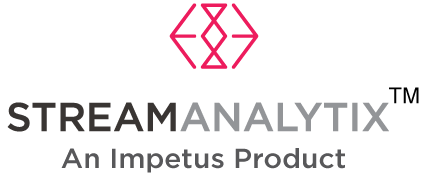 STREAMANALYTIX™
An Impetus Product